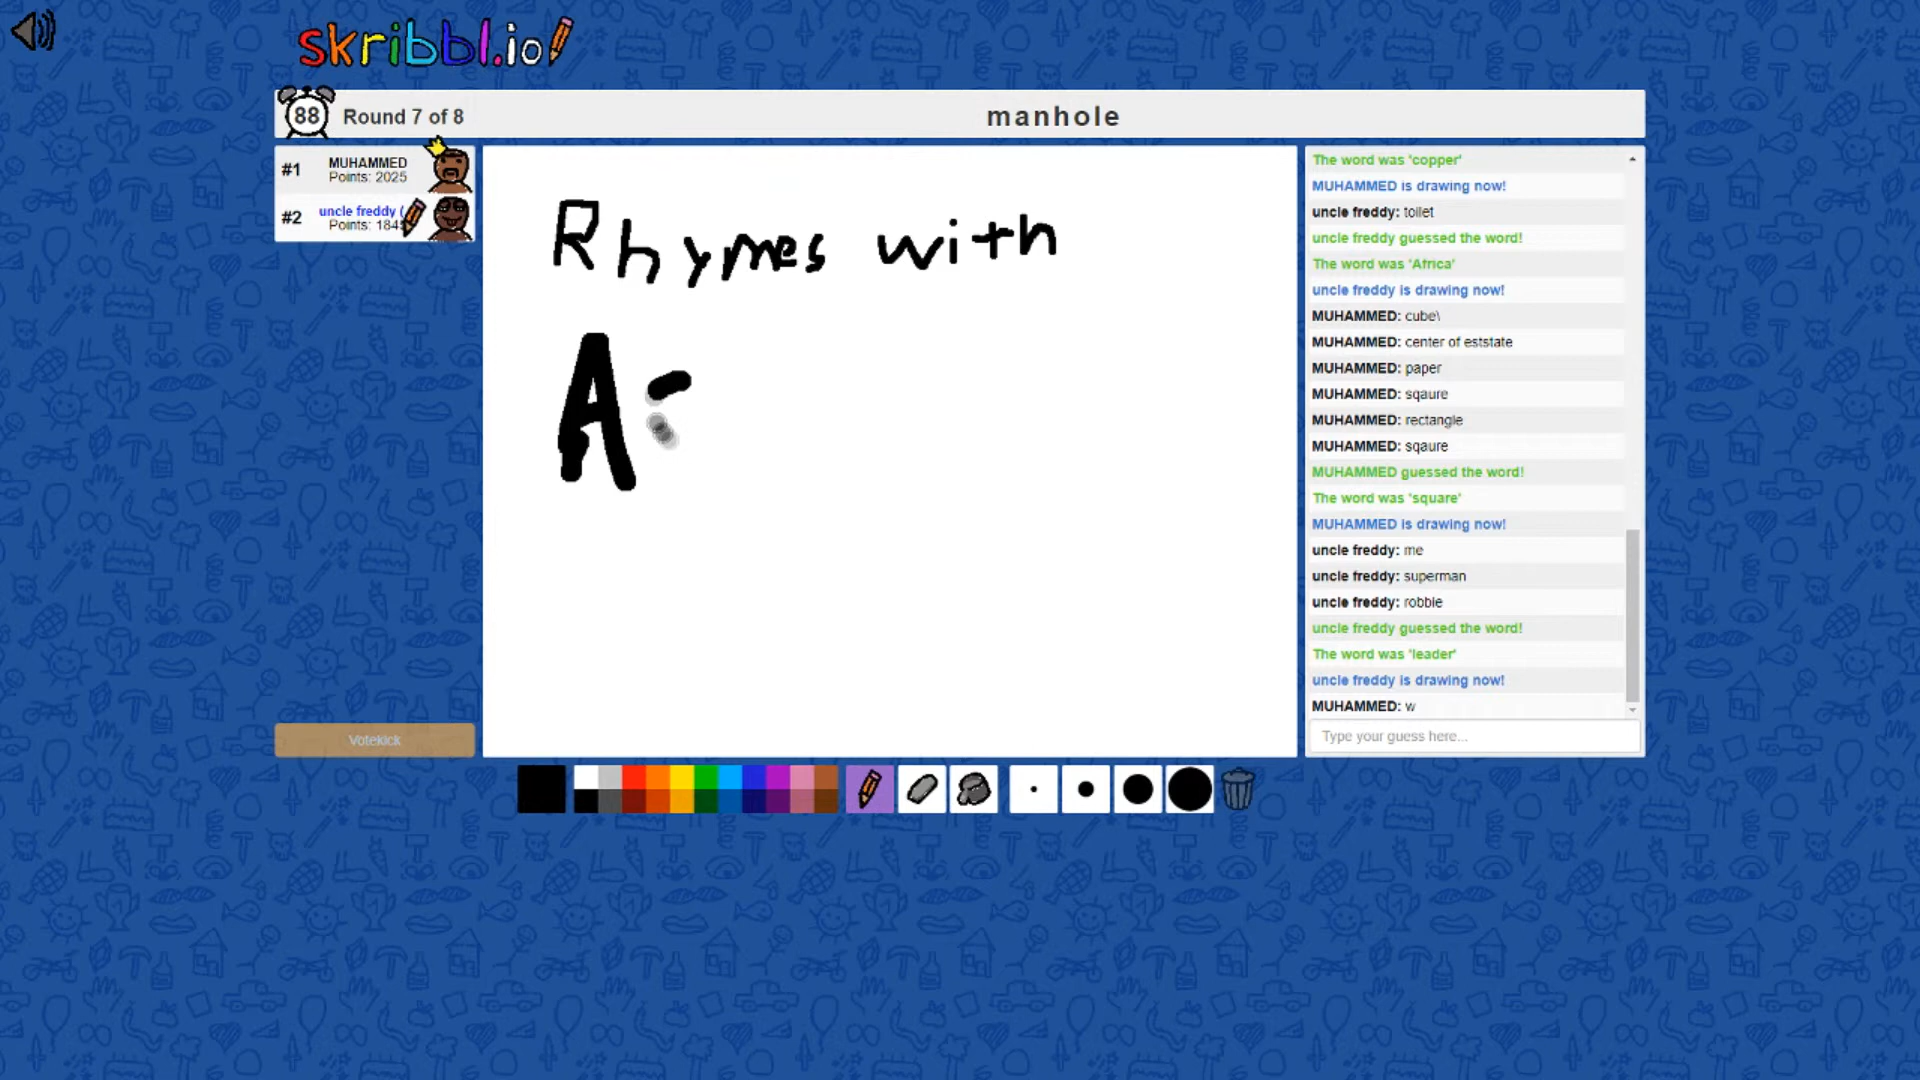 skribbl.io
88 Round 7 of 8 manhole
#1 MUHAMMED
Points: 2025
#2 uncle freddy (
Points: 184
Rhymes with
A
Votekick
The word was 'copper'
MUHAMMED is drawing now!
uncle freddy: toilet
uncle freddy guessed the word!
The word was 'Africa'
uncle freddy is drawing now!
MUHAMMED: cube\
MUHAMMED: center of eststate
MUHAMMED: paper
MUHAMMED: sqaure
MUHAMMED: rectangle
MUHAMMED: sqaure
MUHAMMED guessed the word!
The word was 'square'
MUHAMMED is drawing now!
uncle freddy: me
uncle freddy: superman
uncle freddy: robbie
uncle freddy guessed the word!
The word was 'leader'
uncle freddy is drawing now!
MUHAMMED: w
Type your guess here...